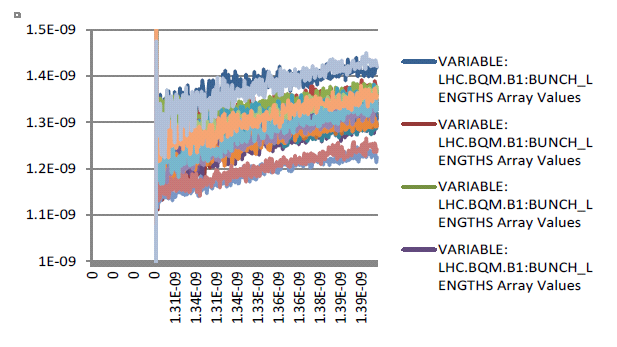 1.5E-09
1.4E-09
1.3E-09
1.2E-09
1.1E-09
1E-09
0
0
0
0
1.31E-09
1.34E-09
1.31E-09
1.34E-09
1.36E-09
1.36E-09
1.38E-09
1.39E-09
1.39E-09
VARIABLE:
LHC.BQM.B1:BUNCH_L
ENGTHS Array Values
VARIABLE:
LHC.BQM.B1:BUNCH_L
ENGTHS Array Values
VARIABLE:
LHC.BQM.B1:BUNCH_L
ENGTHS Array Values
VARIABLE:
LHC.BQM.B1:BUNCH_L
ENGTHS Array Values